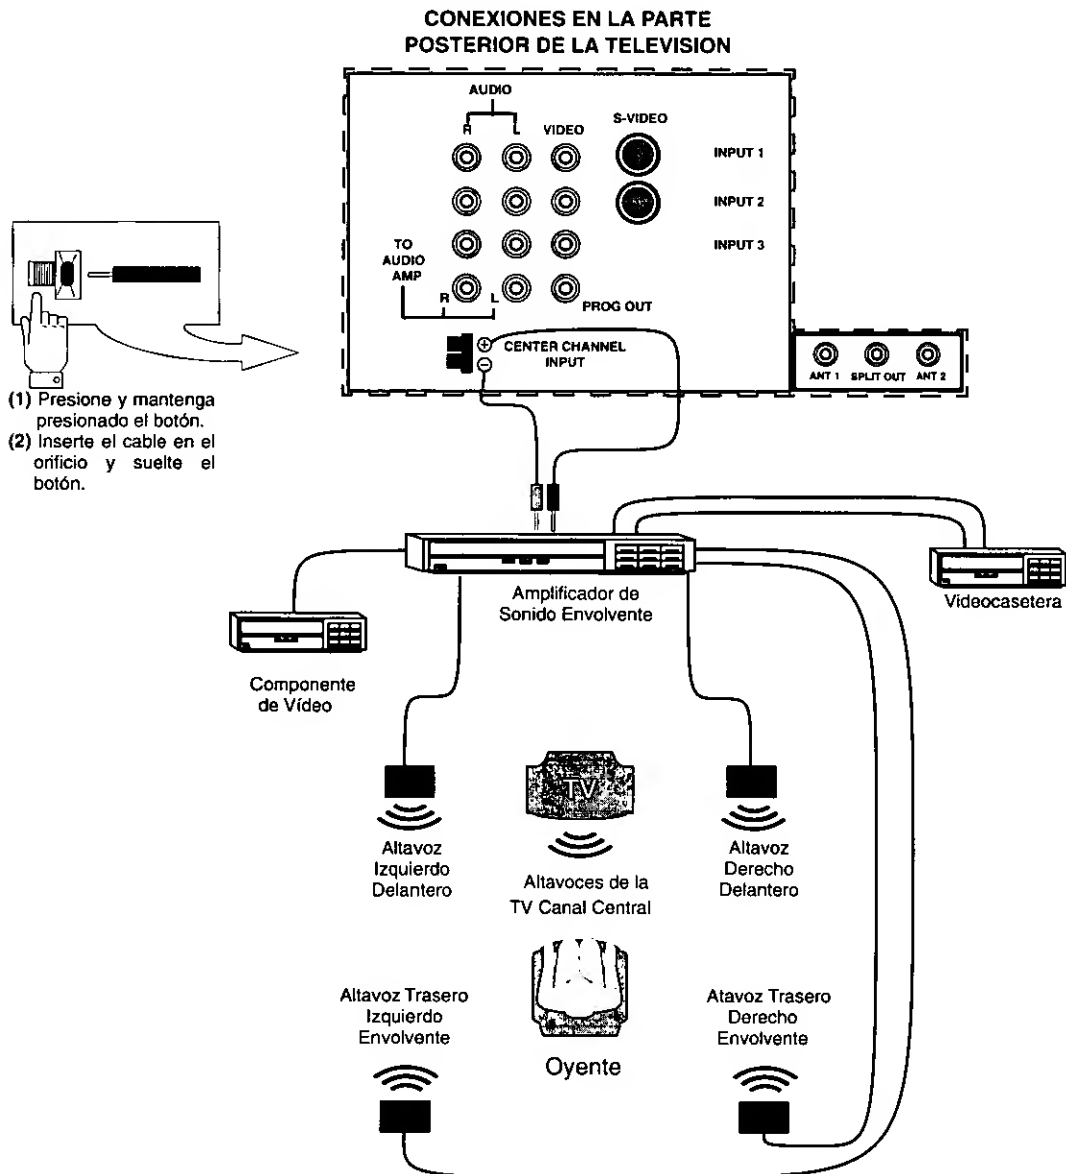 CONEXIONES EN LA PARTE
POSTERIOR DE LA TELEVISION
AUDIO
R L VIDEO
S-VIDEO
INPUT 1
INPUT 2
INPUT 3
TO
AUDIO
AMP
R L
PROG OUT
+ CENTER CHANNEL
− INPUT
ANT 1 SPLIT OUT ANT 2
(1) Presione y mantenga
presionado el botón.
(2) Inserte el cable en el
orificio y suelte el
botón.
Amplificador de
Sonido Envolvente
Videocasetera
Componente
de Vídeo
TV
Altavoz
Izquierdo
Delantero
Altavoces de la
TV Canal Central
Altavoz
Derecho
Delantero
Altavoz Trasero
Izquierdo
Envolvente
Oyente
Atavoz Trasero
Derecho
Envolvente